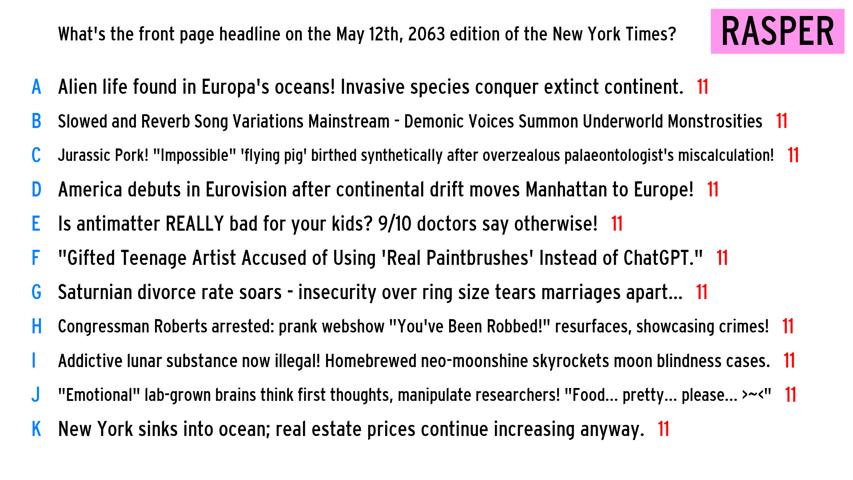 What's the front page headline on the May 12th, 2063 edition of the New York Times?
RASPER
A Alien life found in Europa's oceans! Invasive species conquer extinct continent. 11
B Slowed and Reverb Song Variations Mainstream - Demonic Voices Summon Underworld Monstrosities 11
C Jurassic Pork! "Impossible" 'flying pig' birthed synthetically after overzealous palaeontologist's miscalculation! 11
D America debuts in Eurovision after continental drift moves Manhattan to Europe! 11
E Is antimatter REALLY bad for your kids? 9/10 doctors say otherwise! 11
F "Gifted Teenage Artist Accused of Using 'Real Paintbrushes' Instead of ChatGPT." 11
G Saturnian divorce rate soars - insecurity over ring size tears marriages apart... 11
H Congressman Roberts arrested: prank webshow "You've Been Robbed!" resurfaces, showcasing crimes! 11
I Addictive lunar substance now illegal! Homebrewed neo-moonshine skyrockets moon blindness cases. 11
J "Emotional" lab-grown brains think first thoughts, manipulate researchers! "Food... pretty... please... >~<" 11
K New York sinks into ocean; real estate prices continue increasing anyway. 11